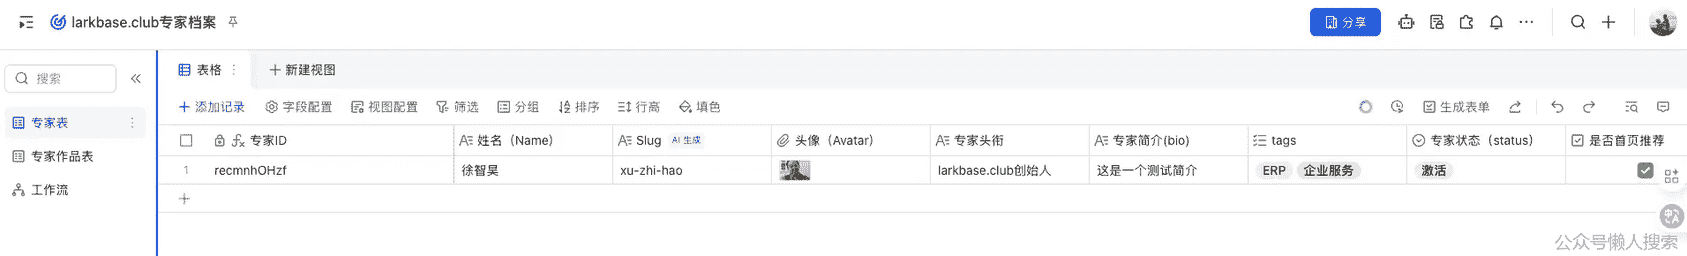 larkbase.club专家档案
分享
搜索
专家表
专家作品表
工作流
表格
新建视图
添加记录 字段配置 视图配置 筛选 分组 排序 行高 填色 生成表单
专家ID 姓名（Name） Slug AI 生成 头像（Avatar） 专家头衔 专家简介(bio) tags 专家状态（status） 是否首页推荐
1 recmnhOHzf 徐智昊 xu-zhi-hao larkbase.club创始人 这是一个测试简介 ERP 企业服务 激活
公众号懒人搜索